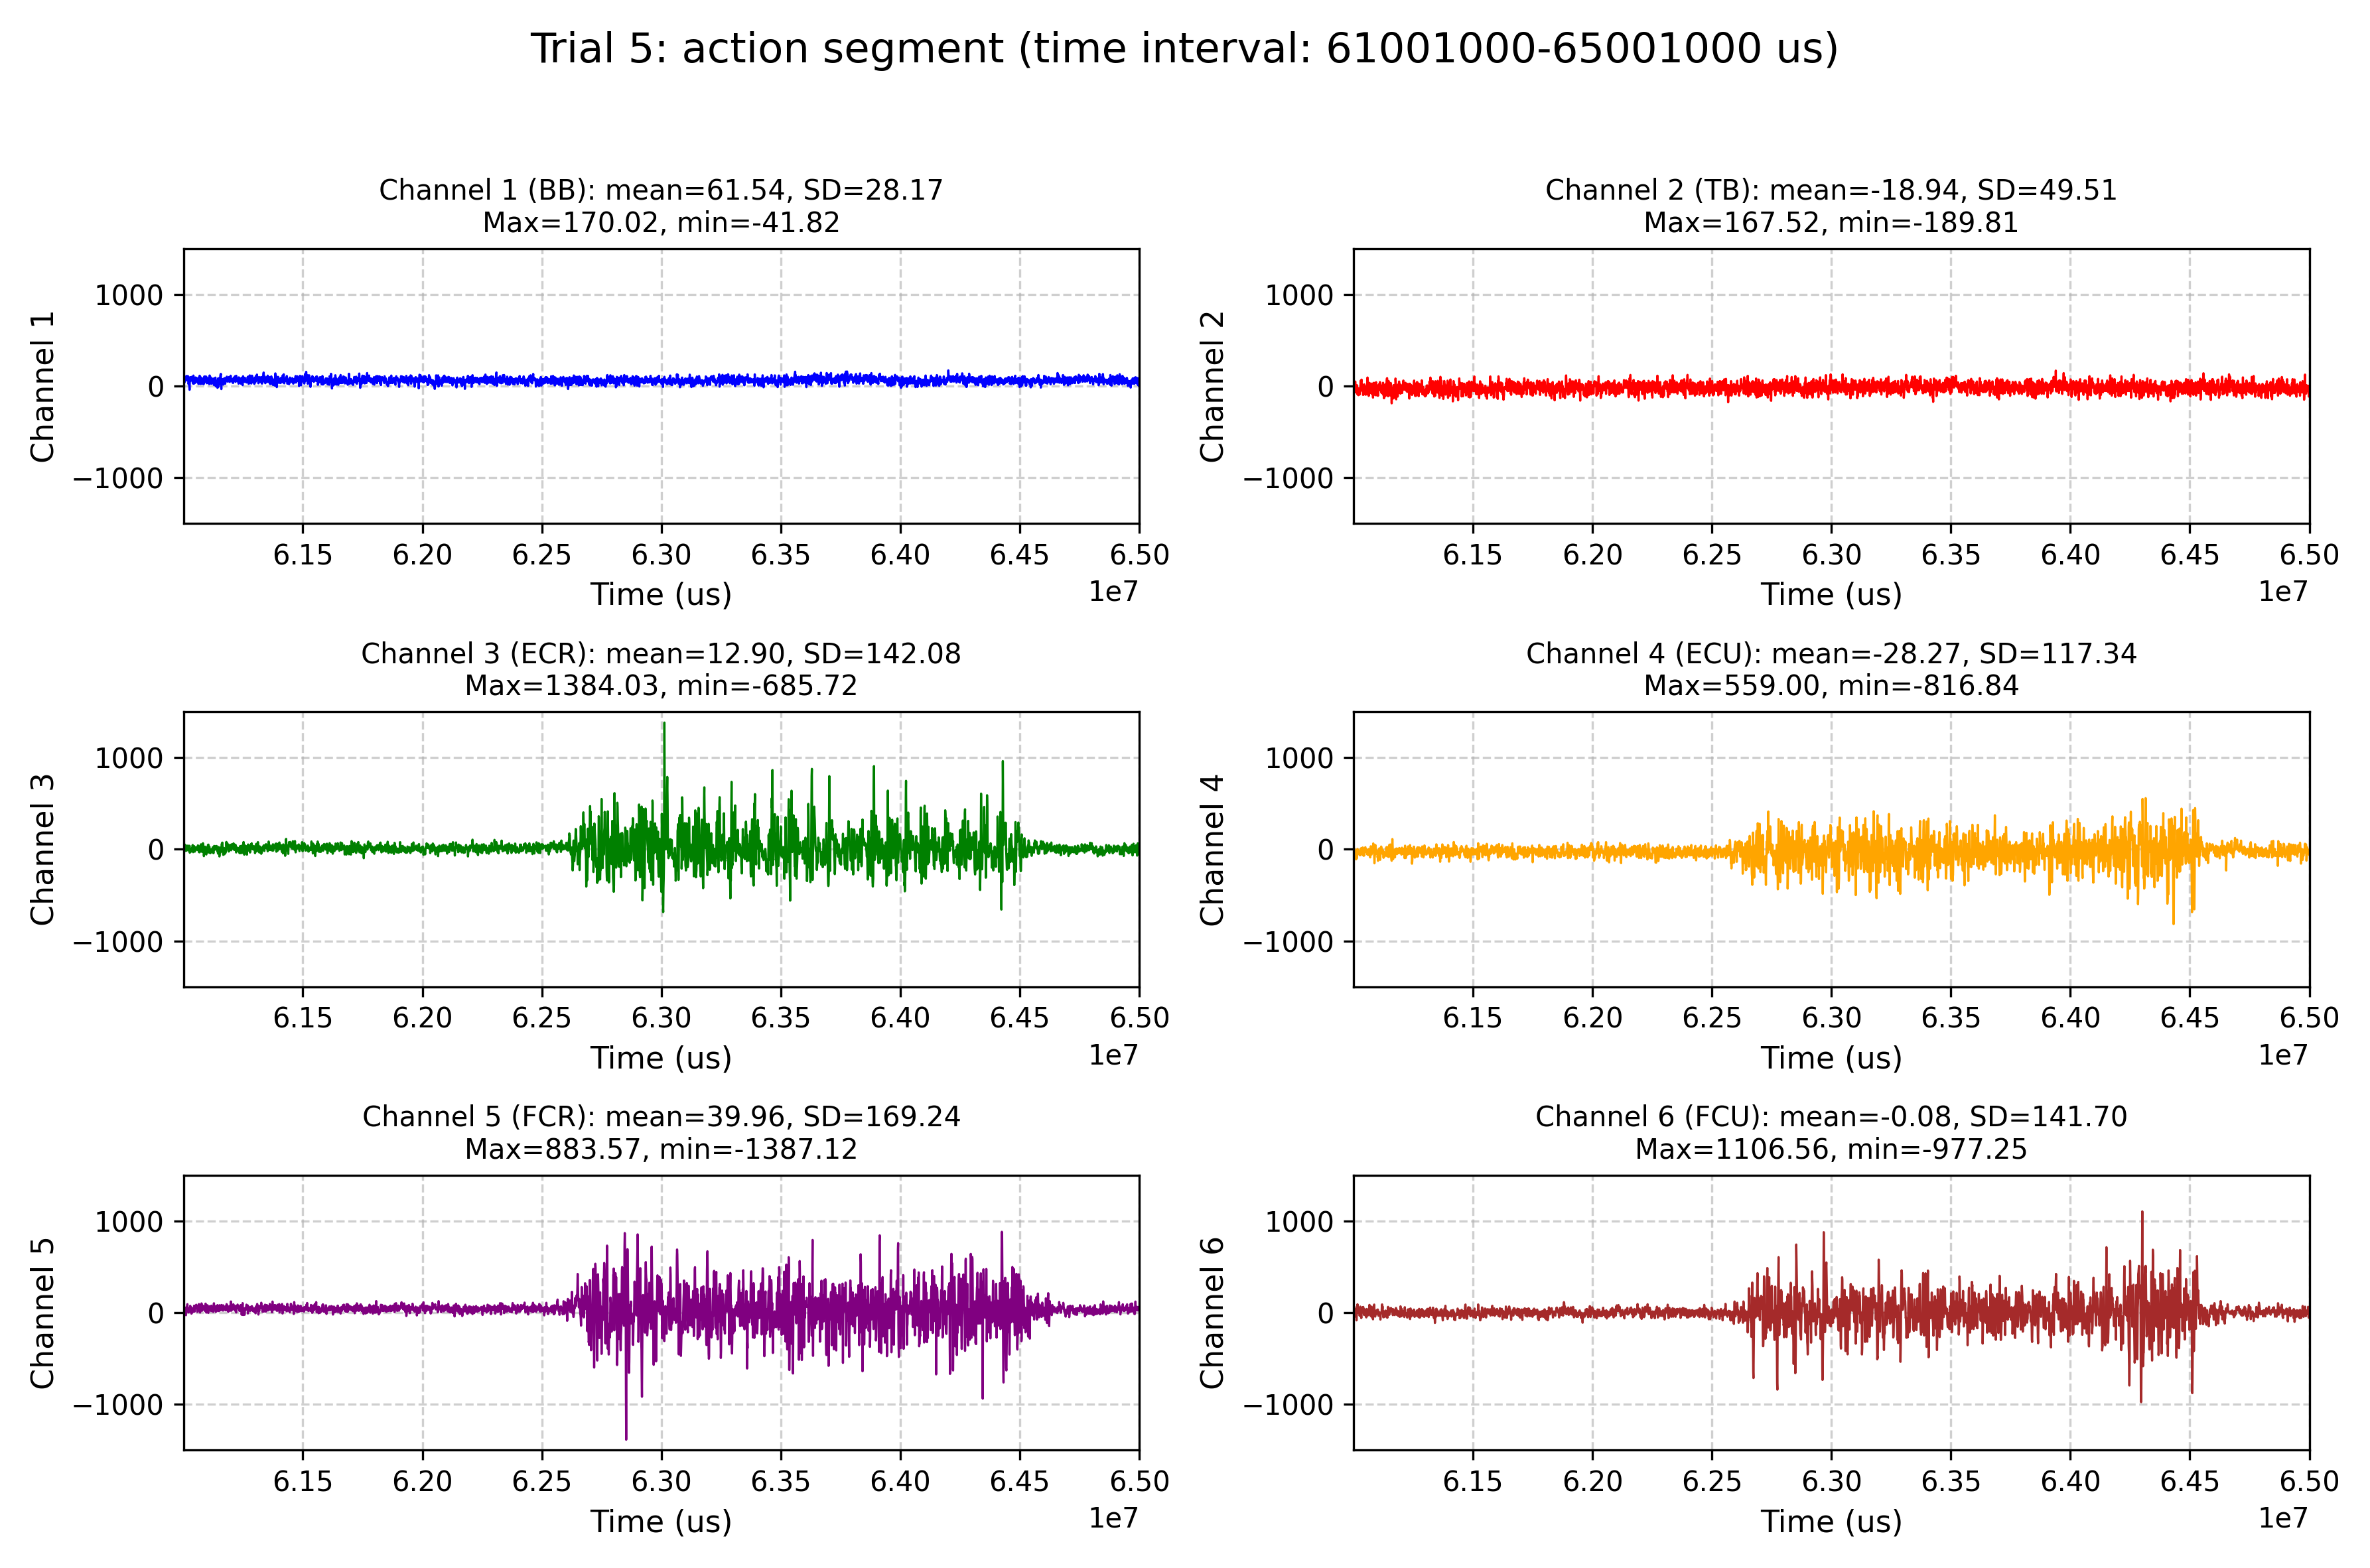 Trial 5: action segment (time interval: 61001000-65001000 us)
Channel 1 (BB): mean=61.54, SD=28.17
Max=170.02, min=-41.82
1000
0
−1000
Channel 1
6.15 6.20 6.25 6.30 6.35 6.40 6.45 6.50
Time (us)
1e7
Channel 2 (TB): mean=-18.94, SD=49.51
Max=167.52, min=-189.81
1000
0
−1000
Channel 2
6.15 6.20 6.25 6.30 6.35 6.40 6.45 6.50
Time (us)
1e7
Channel 3 (ECR): mean=12.90, SD=142.08
Max=1384.03, min=-685.72
1000
0
−1000
Channel 3
6.15 6.20 6.25 6.30 6.35 6.40 6.45 6.50
Time (us)
1e7
Channel 4 (ECU): mean=-28.27, SD=117.34
Max=559.00, min=-816.84
1000
0
−1000
Channel 4
6.15 6.20 6.25 6.30 6.35 6.40 6.45 6.50
Time (us)
1e7
Channel 5 (FCR): mean=39.96, SD=169.24
Max=883.57, min=-1387.12
1000
0
−1000
Channel 5
6.15 6.20 6.25 6.30 6.35 6.40 6.45 6.50
Time (us)
1e7
Channel 6 (FCU): mean=-0.08, SD=141.70
Max=1106.56, min=-977.25
1000
0
−1000
Channel 6
6.15 6.20 6.25 6.30 6.35 6.40 6.45 6.50
Time (us)
1e7